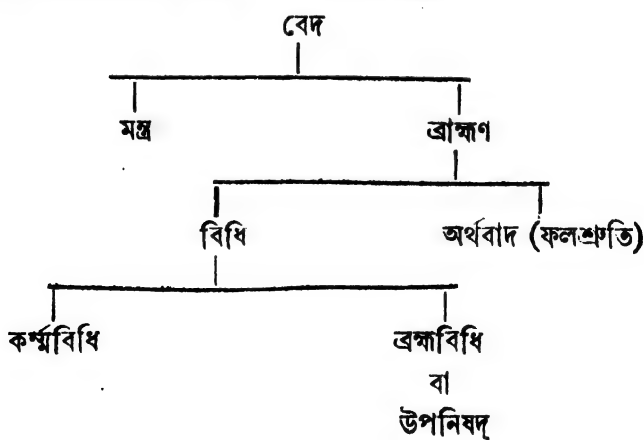 বেদ
মন্ত্র ব্রাহ্মণ
বিধি অর্থবাদ (ফলশ্রুতি)
কর্ম্মবিধি ব্রহ্মবিধি
বা
উপনিষদ্